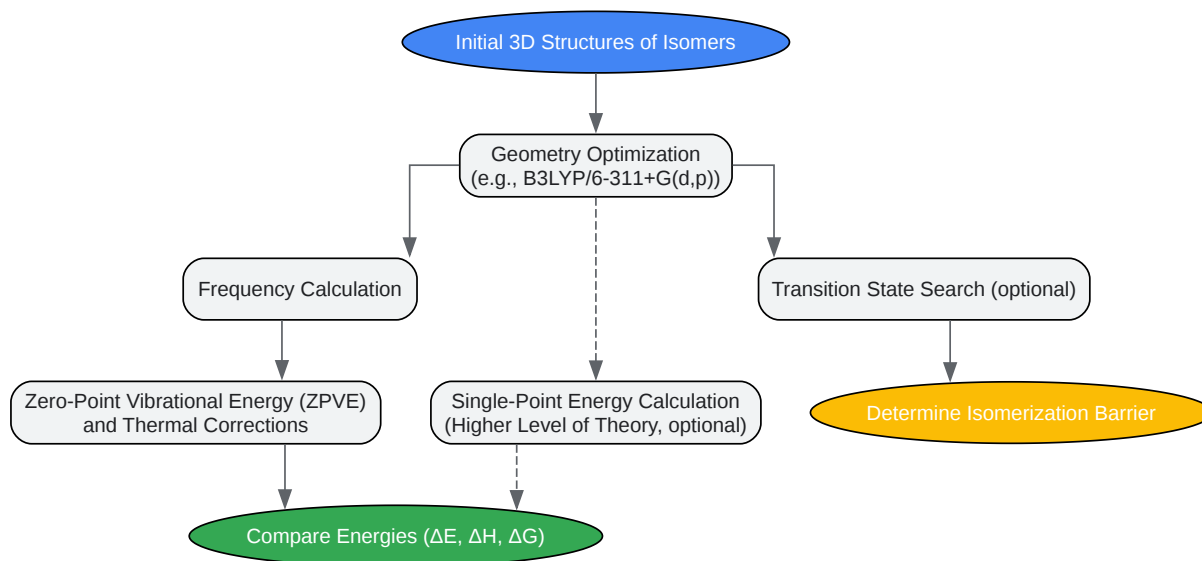 Initial 3D Structures of Isomers
Geometry Optimization
(e.g., B3LYP/6-311+G(d,p))
Frequency Calculation
Transition State Search (optional)
Zero-Point Vibrational Energy (ZPVE)
and Thermal Corrections
Single-Point Energy Calculation
(Higher Level of Theory, optional)
Determine Isomerization Barrier
Compare Energies (ΔE, ΔH, ΔG)